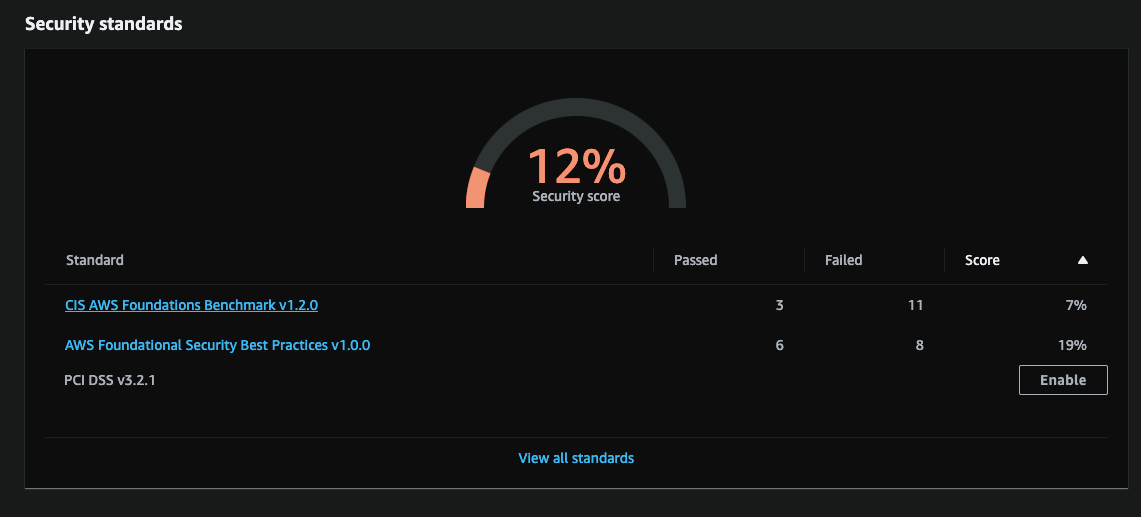 Security standards
12%
Security score
Standard Passed Failed Score
CIS AWS Foundations Benchmark v1.2.0 3 11 7%
AWS Foundational Security Best Practices v1.0.0 6 8 19%
PCI DSS v3.2.1 Enable
View all standards